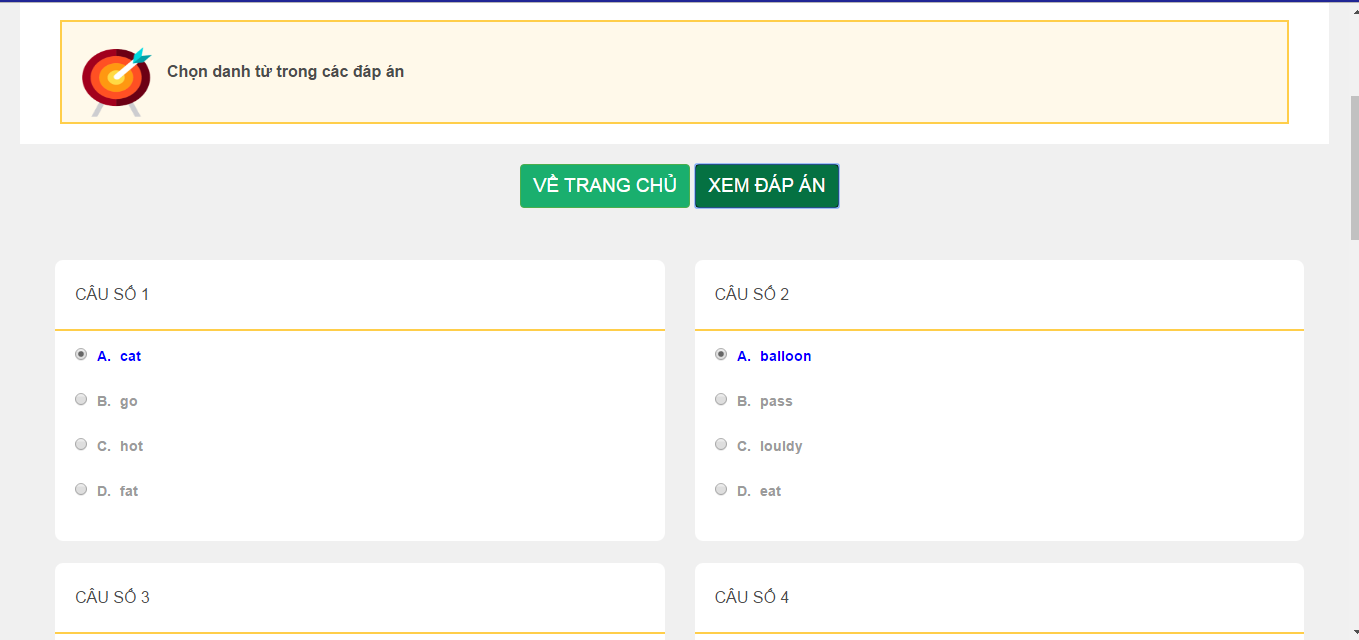 Chọn danh từ trong các đáp án
VỀ TRANG CHỦ
XEM ĐÁP ÁN
CÂU SỐ 1
A. cat
B. go
C. hot
D. fat
CÂU SỐ 2
A. balloon
B. pass
C. louldy
D. eat
CÂU SỐ 3
CÂU SỐ 4